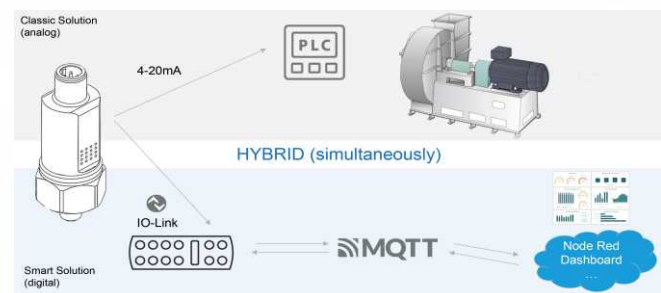 Classic Solution
(analog)
4-20mA
PLC
HYBRID (simultaneously)
IO-Link
MQTT
Node Red
Dashboard
...
Smart Solution
(digital)